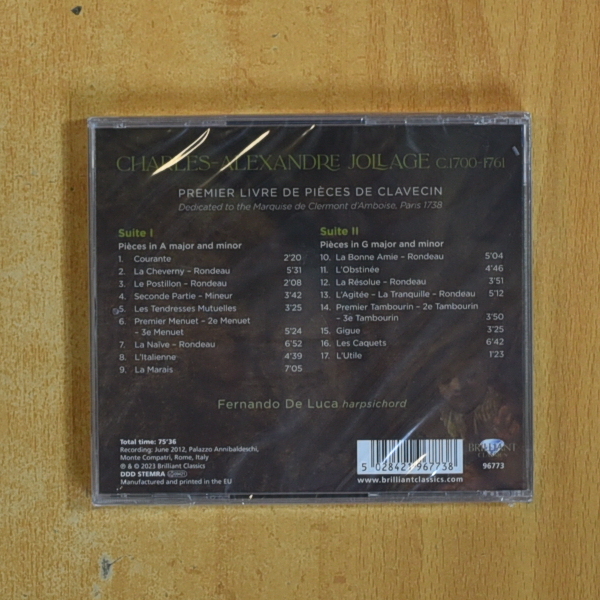 CHARLES-ALEXANDRE JOLLAGE C.1700-1761
PREMIER LIVRE DE PIÈCES DE CLAVECIN
Dedicated to the Marquise de Clermont d'Amboise, Paris 1738
Suite I
Pièces in A major and minor
1. Courante 2'20
2. La Cheverny – Rondeau 5'31
3. Le Postillon – Rondeau 2'08
4. Seconde Partie – Mineur 3'42
5. Les Tendresses Mutuelles 3'25
6. Premier Menuet – 2e Menuet
– 3e Menuet 5'24
7. La Naïve – Rondeau 6'52
8. L'Italienne 4'39
9. La Marais 7'05
Suite II
Pièces in G major and minor
10. La Bonne Amie – Rondeau 5'04
11. L'Obstinée 4'46
12. La Résolue – Rondeau 3'51
13. L'Agitée – La Tranquille – Rondeau 5'12
14. Premier Tambourin – 2e Tambourin
– 3e Tambourin 3'50
15. Gigue 3'25
16. Les Caquets 6'42
17. L'Utile 1'23
Fernando De Luca harpsichord
Total time: 75'36
Recording: June 2012, Palazzo Annibaldeschi,
Monte Compatri, Rome, Italy
℗ & © 2023 Brilliant Classics
DDD STEMRA
Manufactured and printed in the EU
5 028421 967738
www.brilliantclassics.com
BRILLIANT
CLASSICS
96773